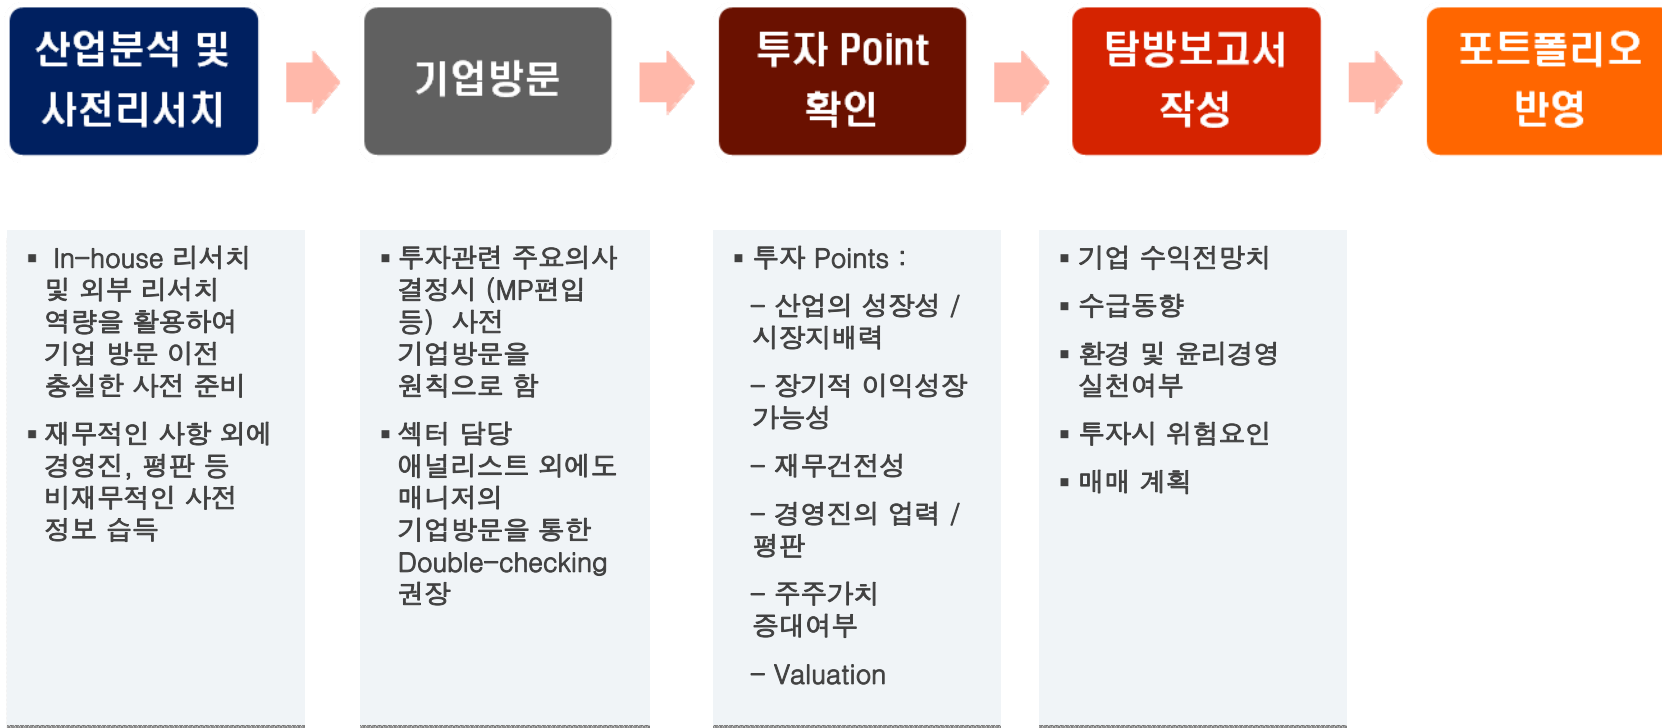 산업분석 및
사전리서치
기업방문
투자 Point
확인
탐방보고서
작성
포트폴리오
반영
▪ In-house 리서치
및 외부 리서치
역량을 활용하여
기업 방문 이전
충실한 사전 준비
▪ 재무적인 사항 외에
경영진, 평판 등
비재무적인 사전
정보 습득
▪ 투자관련 주요의사
결정시 (MP편입
등) 사전
기업방문을
원칙으로 함
▪ 섹터 담당
애널리스트 외에도
매니저의
기업방문을 통한
Double-checking
권장
▪ 투자 Points :
- 산업의 성장성 /
시장지배력
- 장기적 이익성장
가능성
- 재무건전성
- 경영진의 업력 /
평판
- 주주가치
증대여부
- Valuation
▪ 기업 수익전망치
▪ 수급동향
▪ 환경 및 윤리경영
실천여부
▪ 투자시 위험요인
▪ 매매 계획